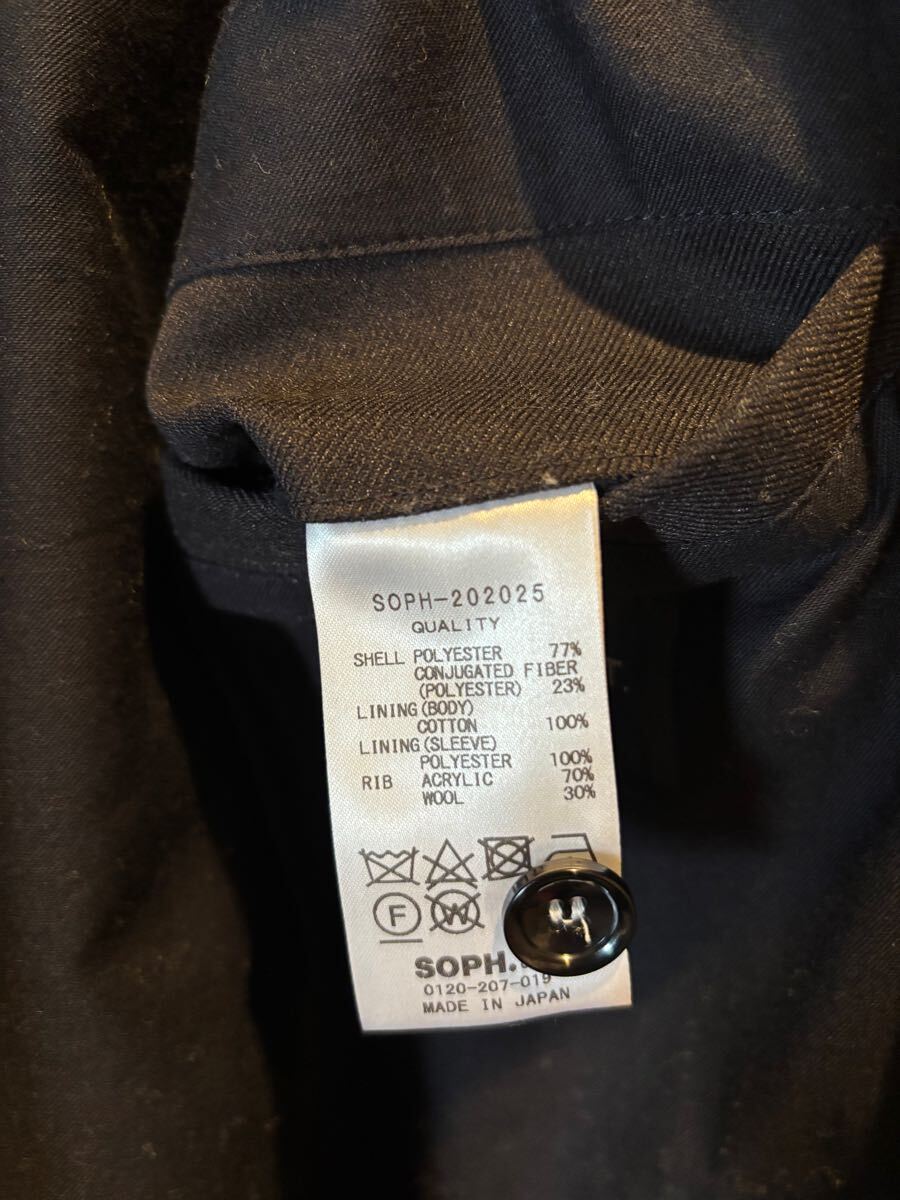 SOPH-202025
QUALITY
SHELL POLYESTER 77%
CONJUGATED FIBER
(POLYESTER) 23%
LINING(BODY)
COTTON 100%
LINING(SLEEVE)
POLYESTER 100%
RIB ACRYLIC 70%
WOOL 30%
F W
SOPH.
0120-207-019
MADE IN JAPAN